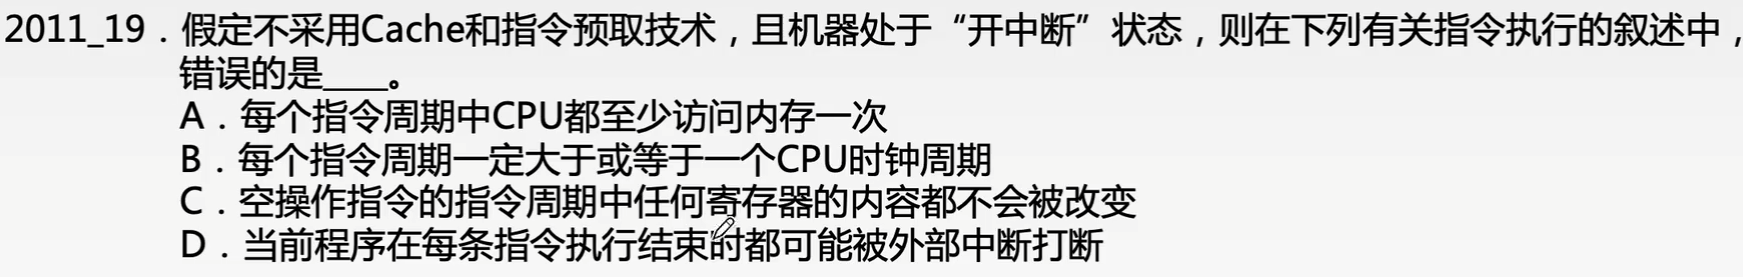 2011_19．假定不采用Cache和指令预取技术，且机器处于“开中断”状态，则在下列有关指令执行的叙述中，
错误的是____。
A．每个指令周期中CPU都至少访问内存一次
B．每个指令周期一定大于或等于一个CPU时钟周期
C．空操作指令的指令周期中任何寄存器的内容都不会被改变
D．当前程序在每条指令执行结束时都可能被外部中断打断